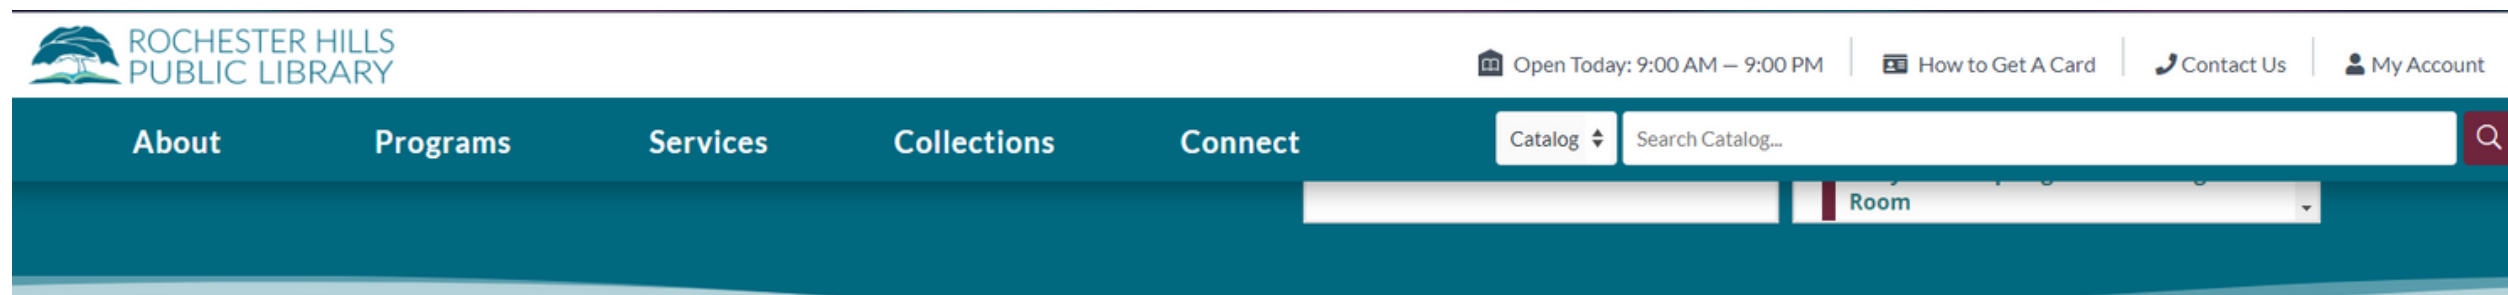 ROCHESTER HILLS
PUBLIC LIBRARY
Open Today: 9:00 AM — 9:00 PM
How to Get A Card
Contact Us
My Account
About
Programs
Services
Collections
Connect
Catalog
Search Catalog...
Room